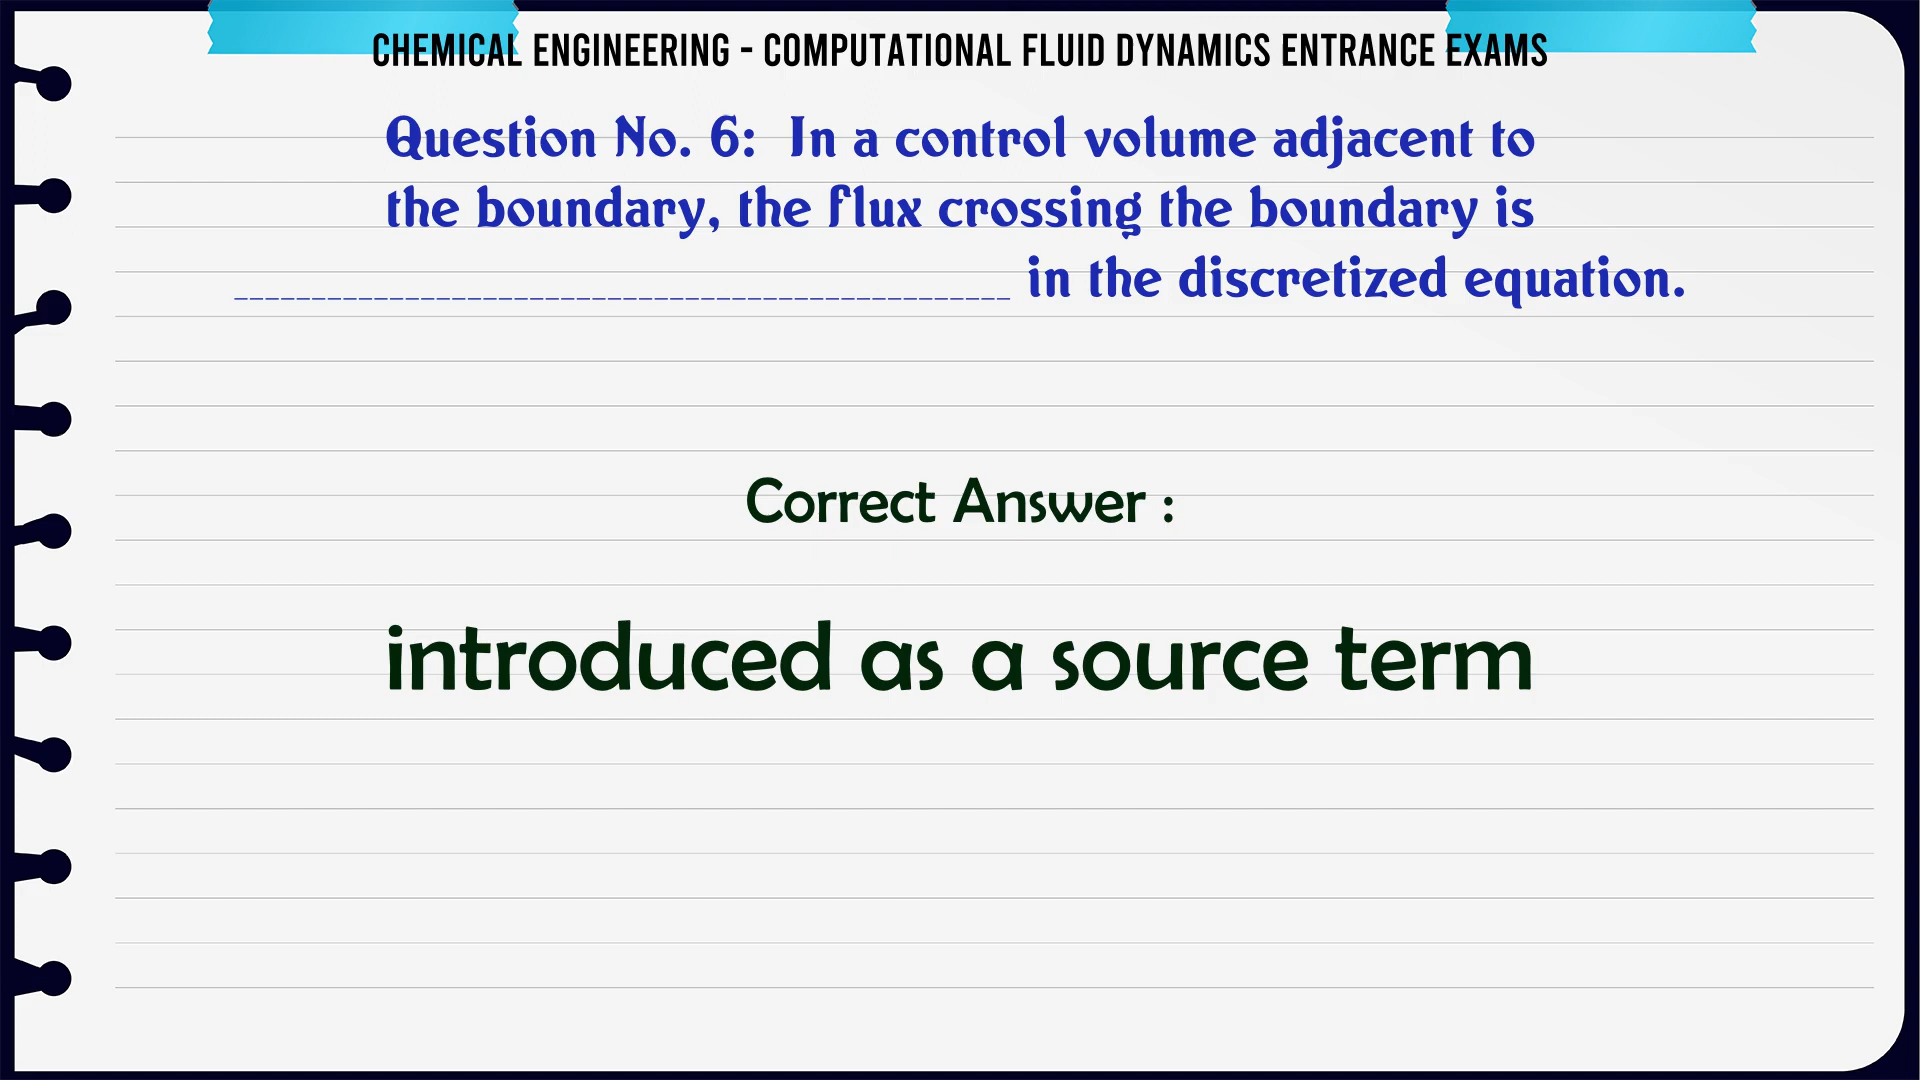 CHEMICAL ENGINEERING - COMPUTATIONAL FLUID DYNAMICS ENTRANCE EXAMS
Question No. 6: In a control volume adjacent to
the boundary, the flux crossing the boundary is
__________________________________________________ in the discretized equation.
Correct Answer :
introduced as a source term